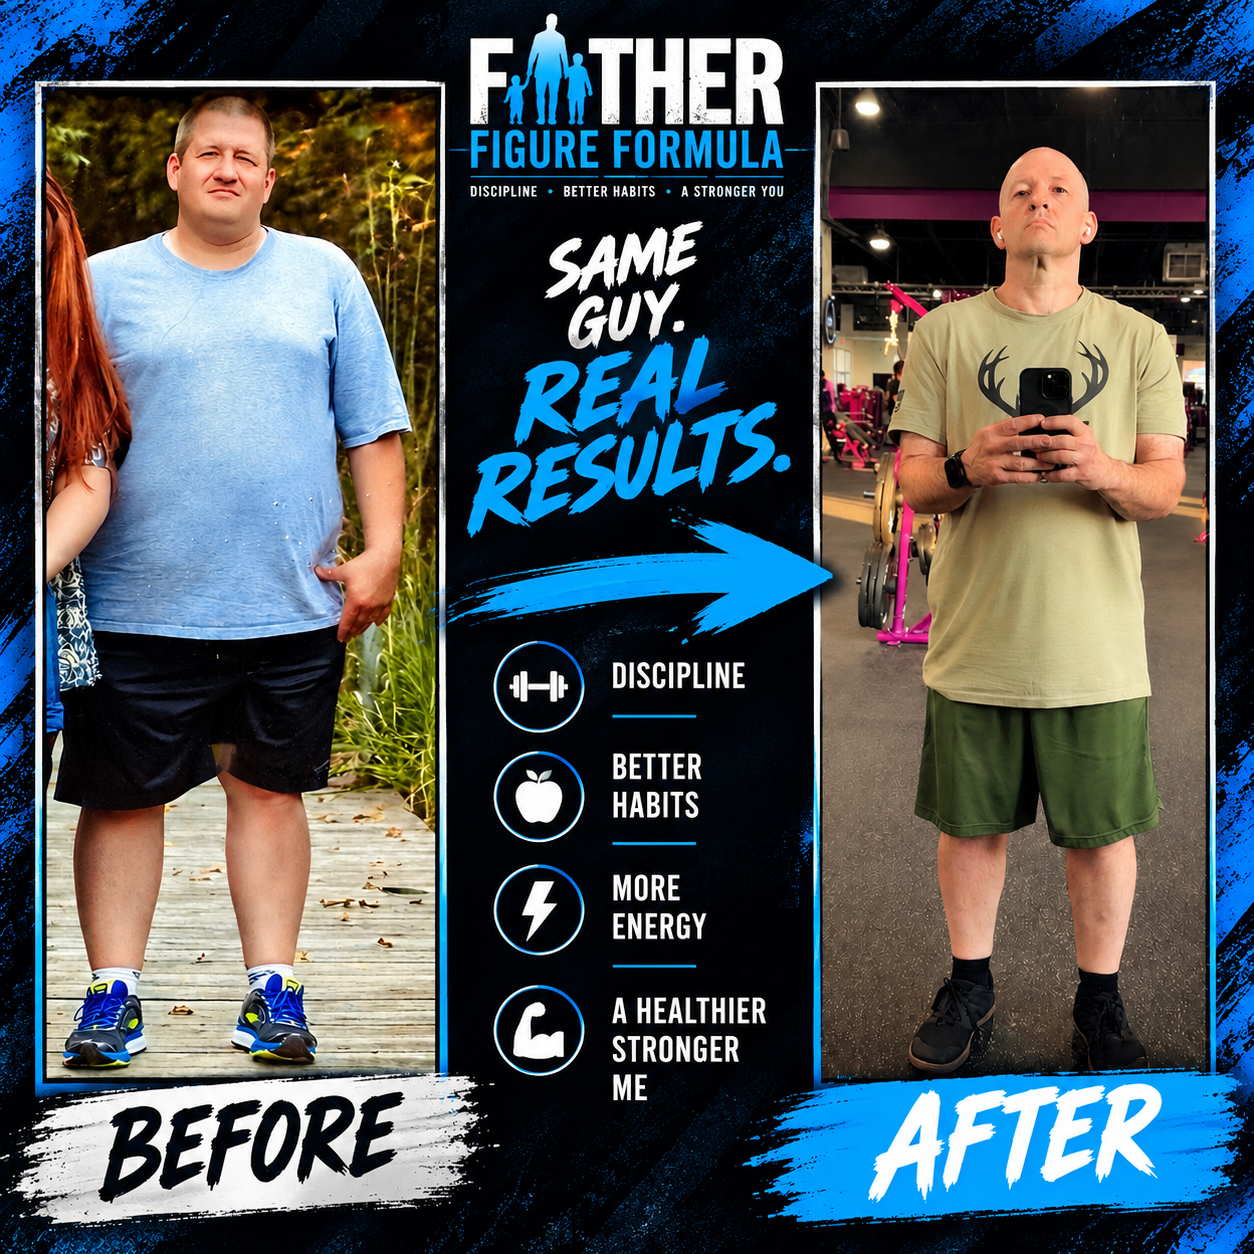 FATHER
FIGURE FORMULA
DISCIPLINE • BETTER HABITS • A STRONGER YOU
SAME
GUY.
REAL
RESULTS.
DISCIPLINE
BETTER
HABITS
MORE
ENERGY
A HEALTHIER
STRONGER
ME
BEFORE
AFTER